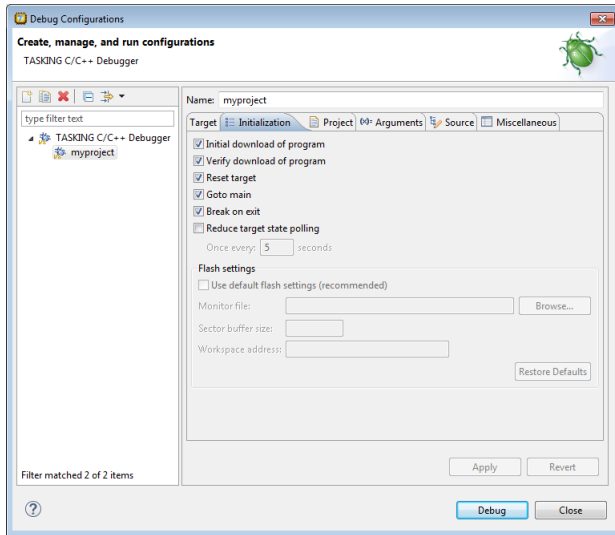 Debug Configurations
Create, manage, and run configurations
TASKING C/C++ Debugger
Name: myproject
type filter text
TASKING C/C++ Debugger
myproject
Target Initialization Project Arguments Source Miscellaneous
Initial download of program
Verify download of program
Reset target
Goto main
Break on exit
Reduce target state polling
Once every: 5 seconds
Flash settings
Use default flash settings (recommended)
Monitor file: Browse...
Sector buffer size:
Workspace address:
Restore Defaults
Filter matched 2 of 2 items
Apply Revert
Debug Close